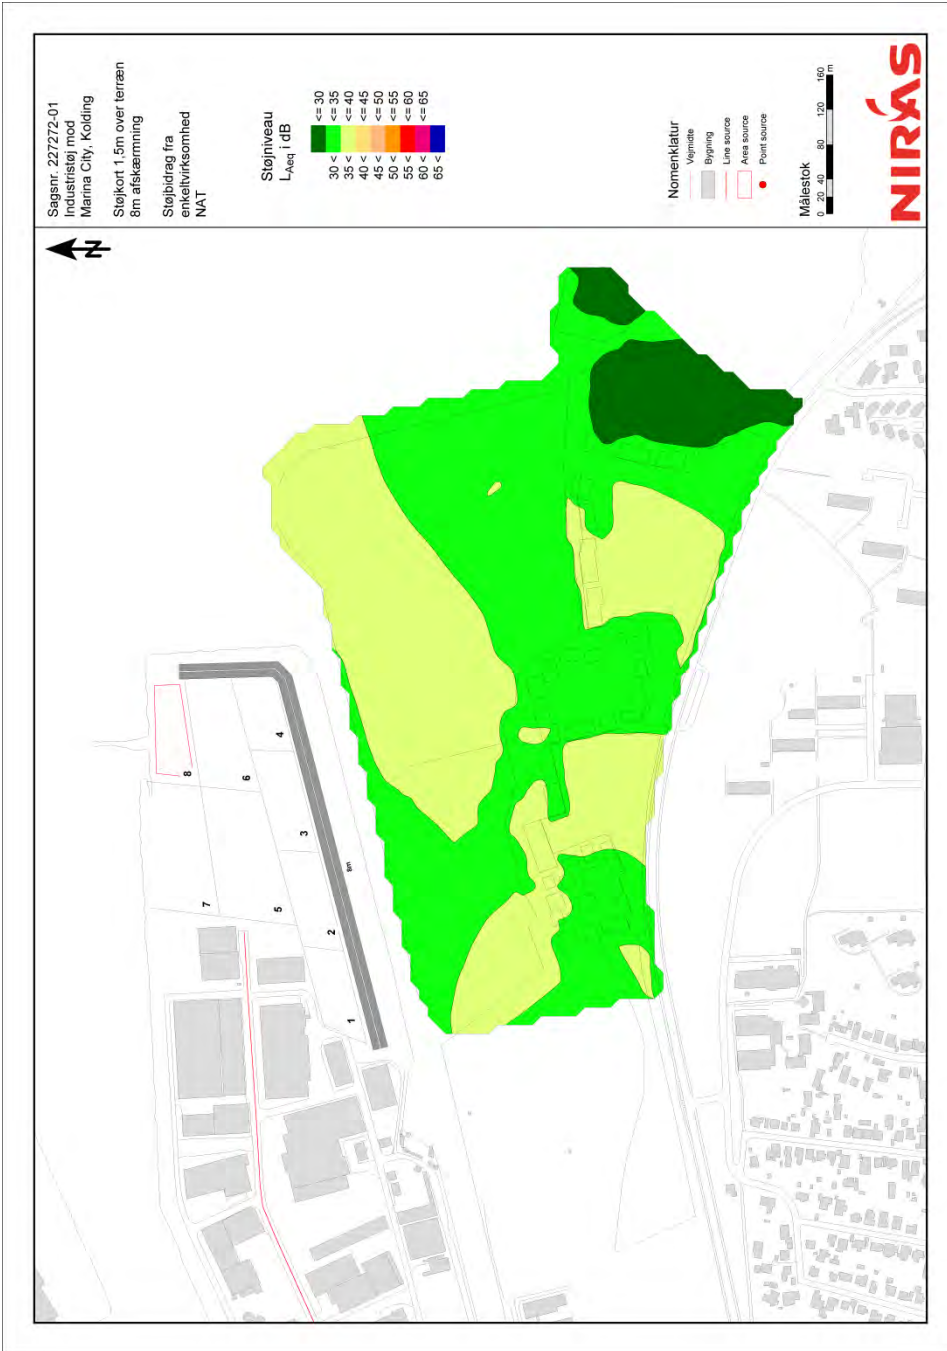 Sagsnr. 227272-01
Industristøj mod
Marina City, Kolding
Støjkort 1,5m over terræn
8m afskærmning
Støjbidrag fra
enkeltvirksomhed
NAT
Støjniveau
LAeq i dB
<= 30
30 < <= 35
35 < <= 40
40 < <= 45
45 < <= 50
50 < <= 55
55 < <= 60
60 < <= 65
65 <
Nomenklatur
Vejmidte
Bygning
Line source
Area source
Point source
Målestok
0 20 40 80 120 160
m
NIRAS
N
8
7
6
5
4
3
2
1
8m